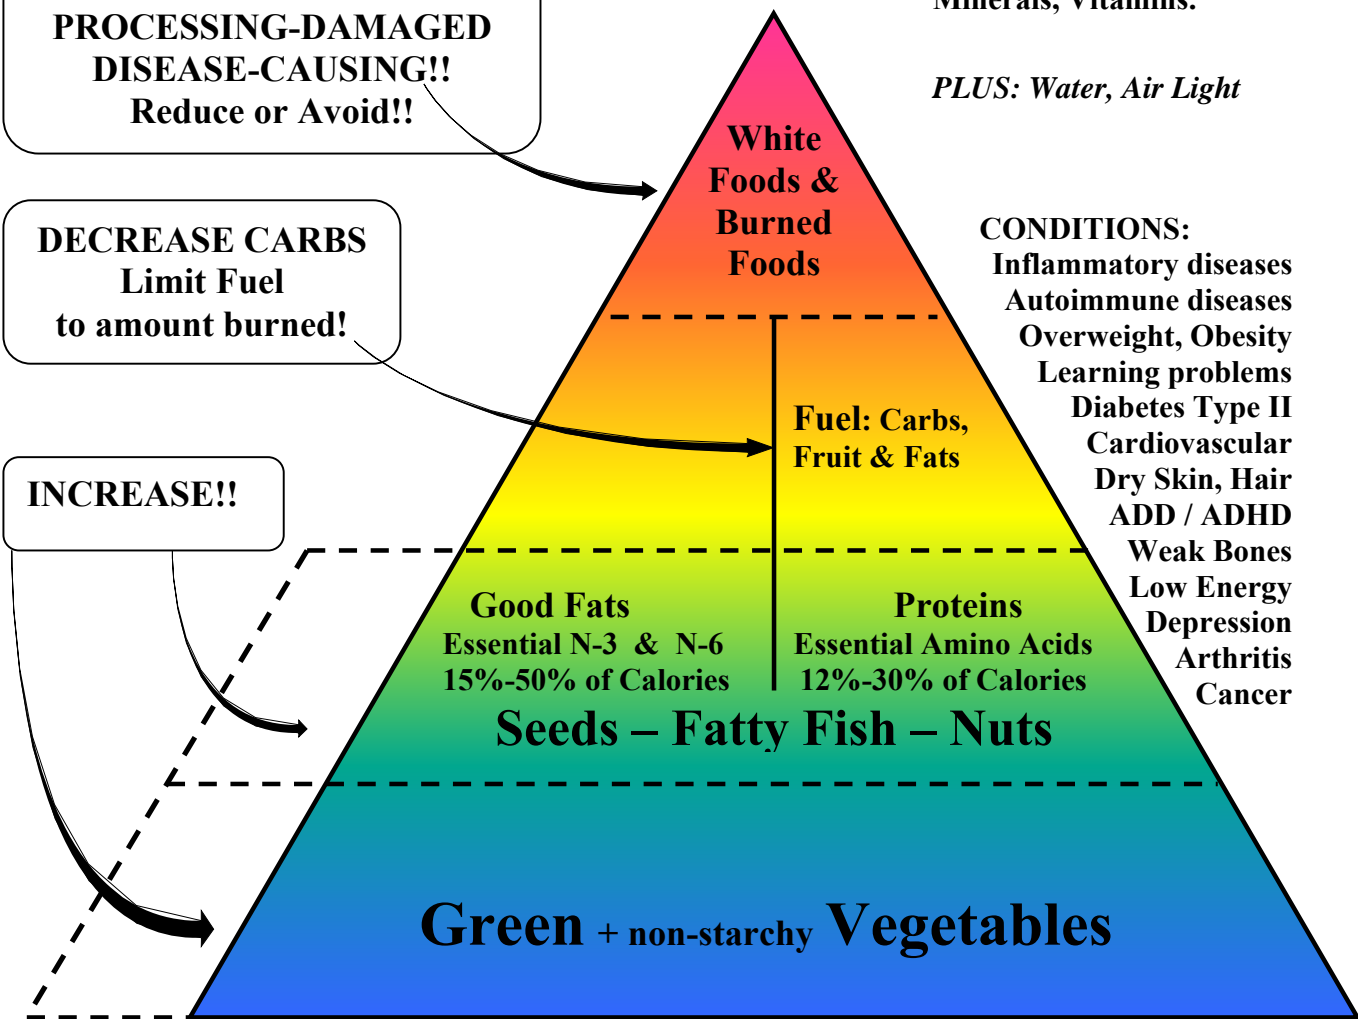 Minerals, Vitamins.
PLUS: Water, Air Light
PROCESSING-DAMAGED
DISEASE-CAUSING!!
Reduce or Avoid!!
DECREASE CARBS
Limit Fuel
to amount burned!
INCREASE!!
White
Foods &
Burned
Foods
Fuel: Carbs,
Fruit & Fats
Good Fats
Essential N-3 & N-6
15%-50% of Calories
Proteins
Essential Amino Acids
12%-30% of Calories
Seeds – Fatty Fish – Nuts
Green + non-starchy Vegetables
CONDITIONS:
Inflammatory diseases
Autoimmune diseases
Overweight, Obesity
Learning problems
Diabetes Type II
Cardiovascular
Dry Skin, Hair
ADD / ADHD
Weak Bones
Low Energy
Depression
Arthritis
Cancer